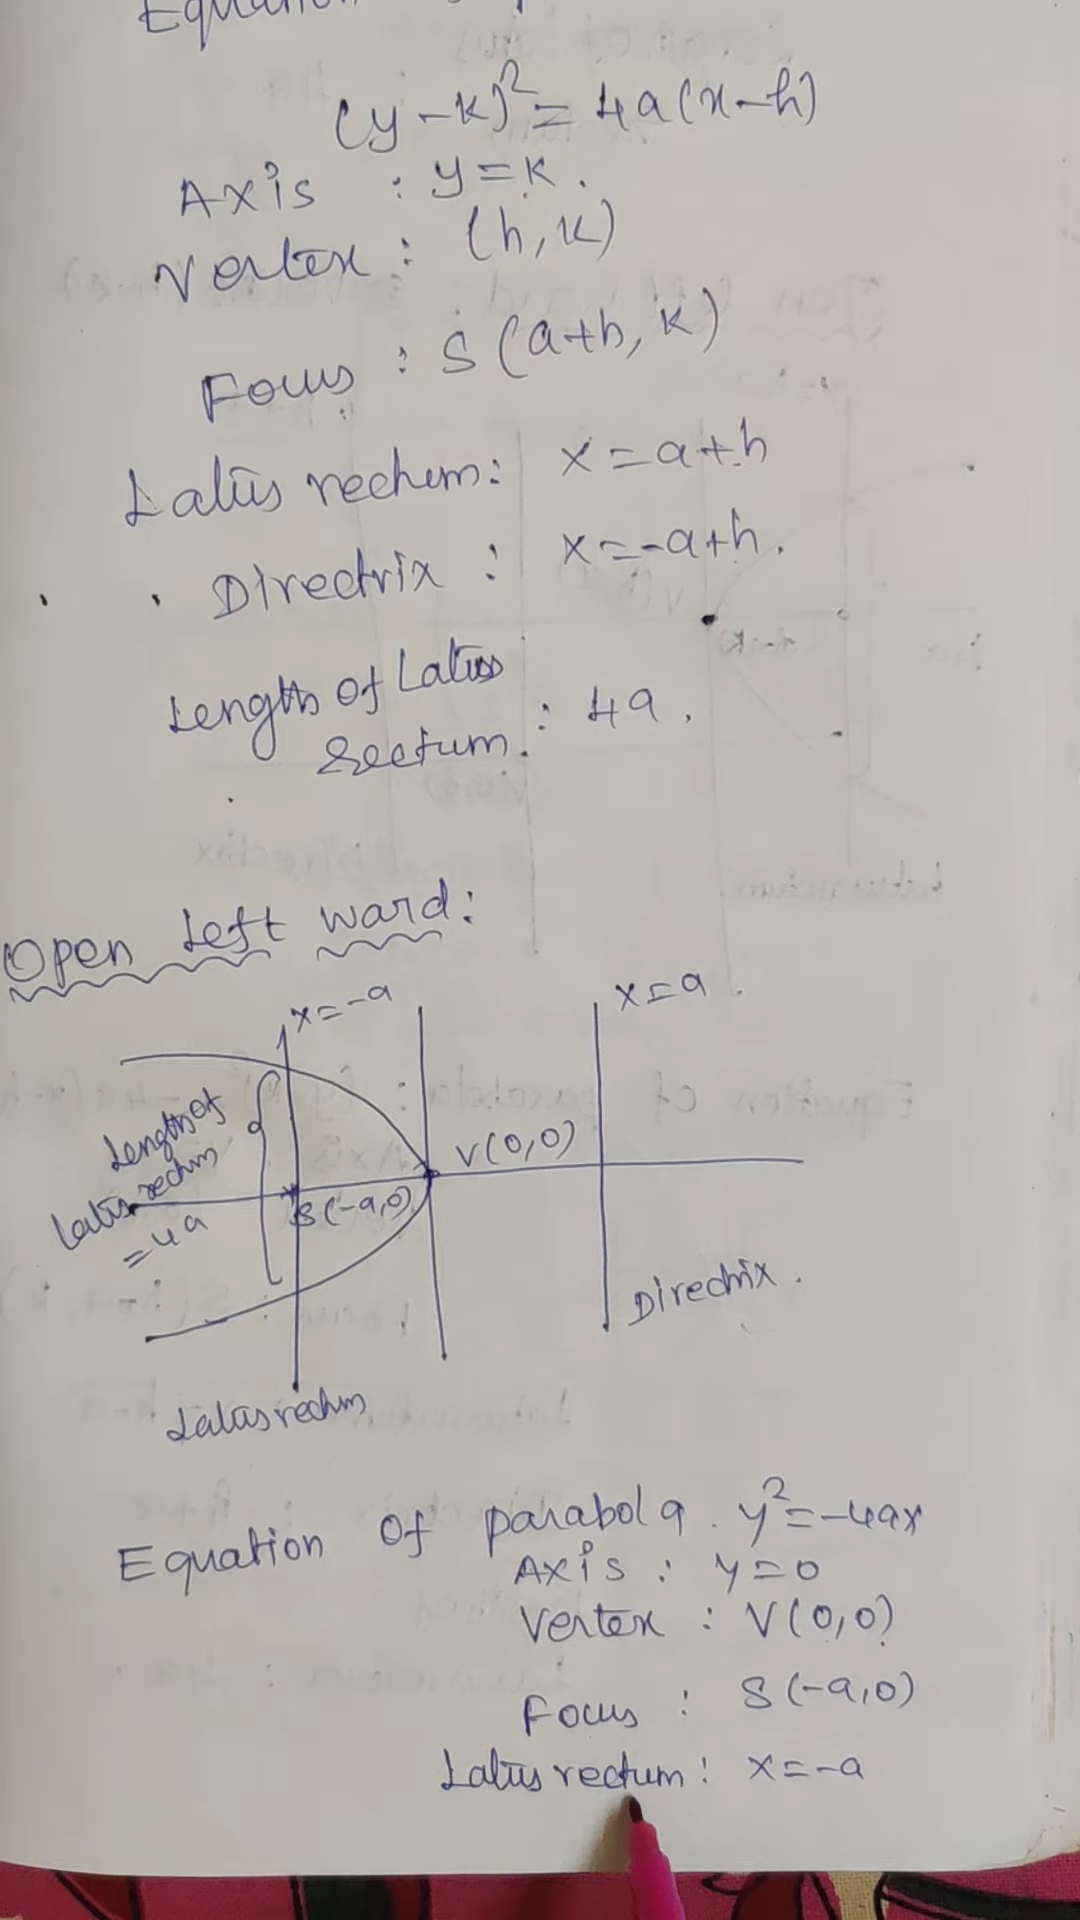 Equation
(y-k)² = 4a(x-h)
Axis : y=k.
Vertex : (h,k)
Focus : S(a+h, k)
Latus rectum: x=a+h
Directrix : x=-a+h.
Length of Latus
rectum. : 4a.
Open Left ward:
x=-a
x=a.
Length of
Latus rectum
=4a
V(0,0)
S(-a,0)
Directrix.
Latus rectum
Equation of parabola. y²=-4ax
Axis : y=0
Vertex : V(0,0)
Focus : S(-a,0)
Latus rectum: x=-a